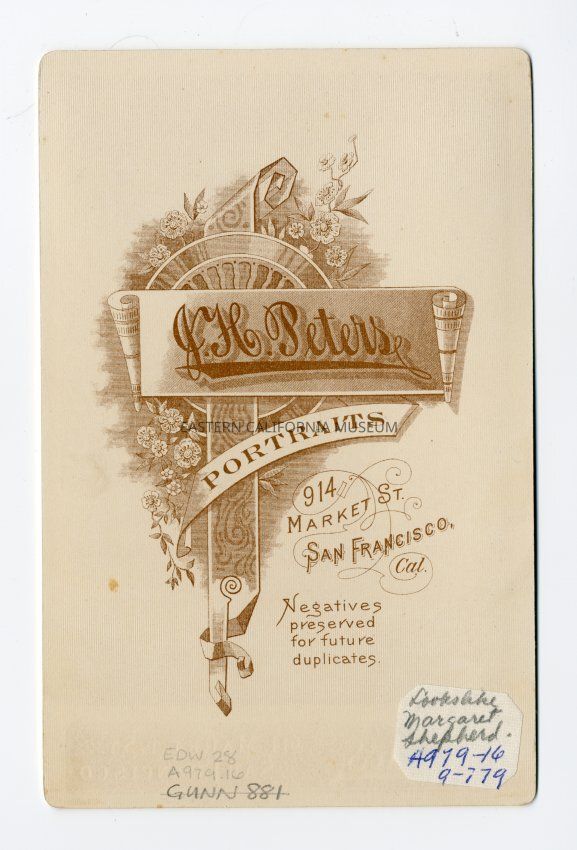 J.H. Peters
EASTERN CALIFORNIA MUSEUM
PORTRAITS
914
MARKET ST.
SAN FRANCISCO,
Cal.
Negatives
preserved
for future
duplicates.
Looks like
Margaret
Shepherd.
A979-16
9-779
EDW 28
A979.16
GUNN 881